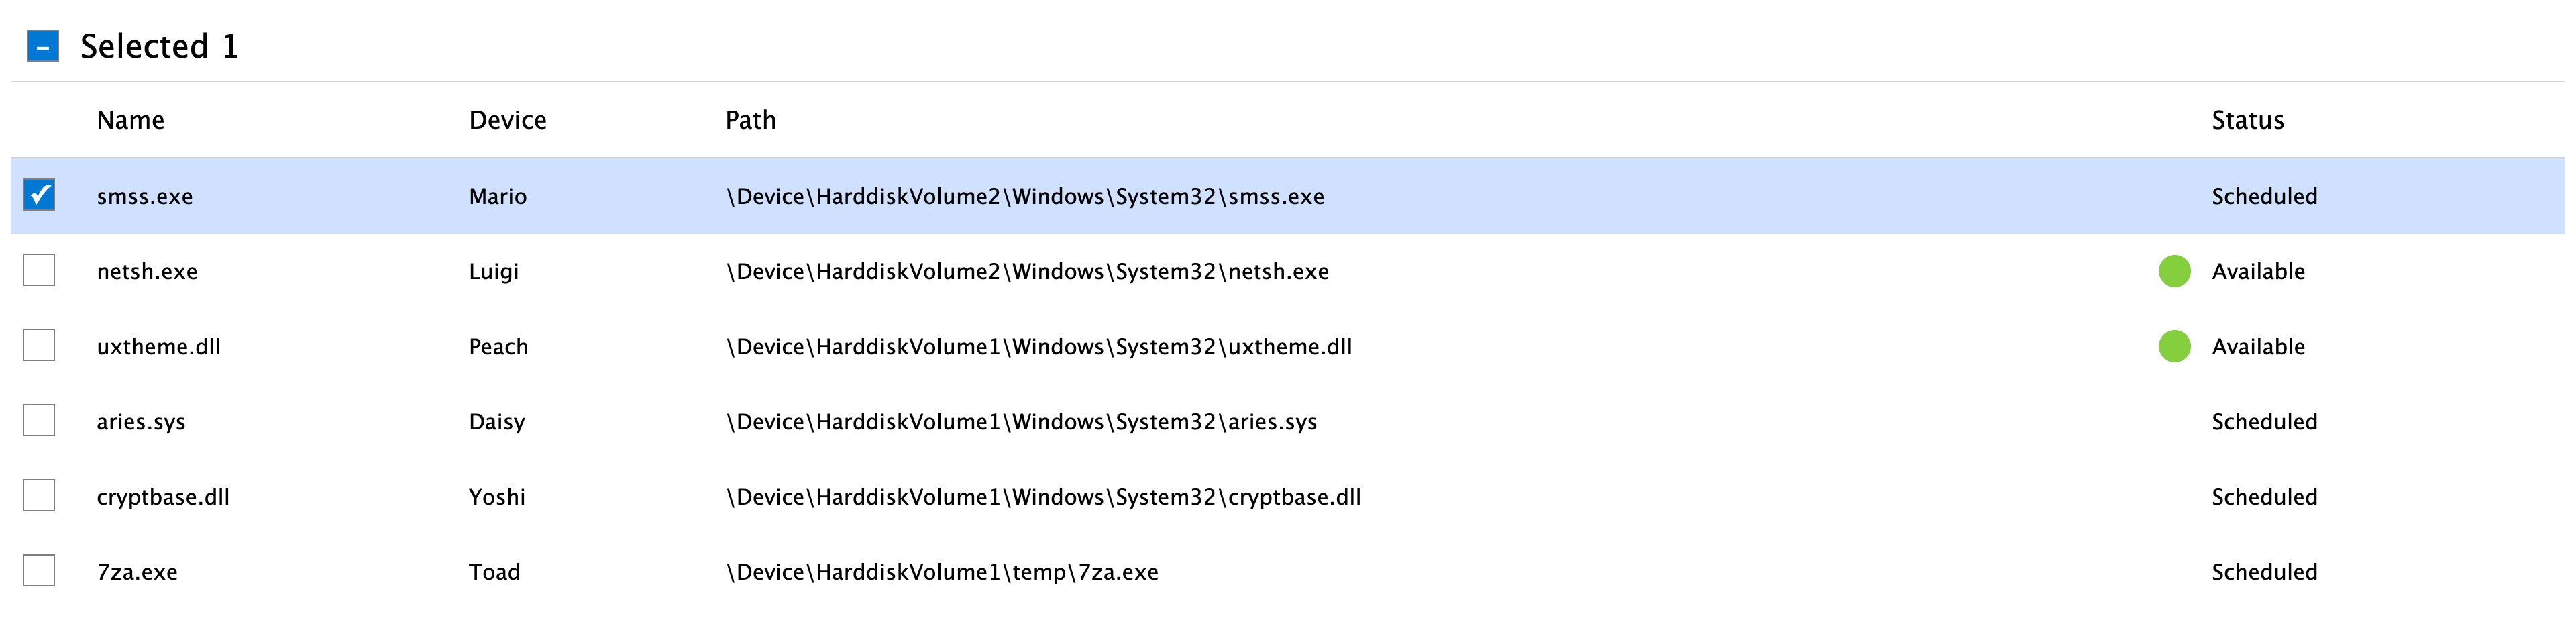 Selected 1
Name Device Path Status
smss.exe Mario \Device\HarddiskVolume2\Windows\System32\smss.exe Scheduled
netsh.exe Luigi \Device\HarddiskVolume2\Windows\System32\netsh.exe Available
uxtheme.dll Peach \Device\HarddiskVolume1\Windows\System32\uxtheme.dll Available
aries.sys Daisy \Device\HarddiskVolume1\Windows\System32\aries.sys Scheduled
cryptbase.dll Yoshi \Device\HarddiskVolume1\Windows\System32\cryptbase.dll Scheduled
7za.exe Toad \Device\HarddiskVolume1\temp\7za.exe Scheduled